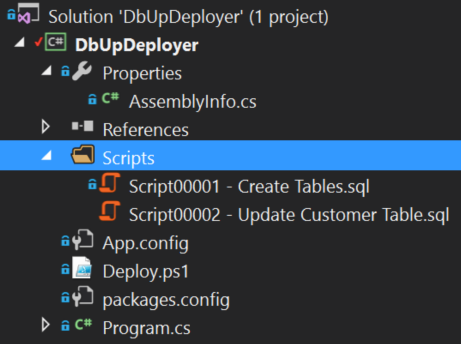 Solution 'DbUpDeployer' (1 project)
C# DbUpDeployer
Properties
C# AssemblyInfo.cs
References
Scripts
Script00001 - Create Tables.sql
Script00002 - Update Customer Table.sql
App.config
Deploy.ps1
packages.config
C# Program.cs